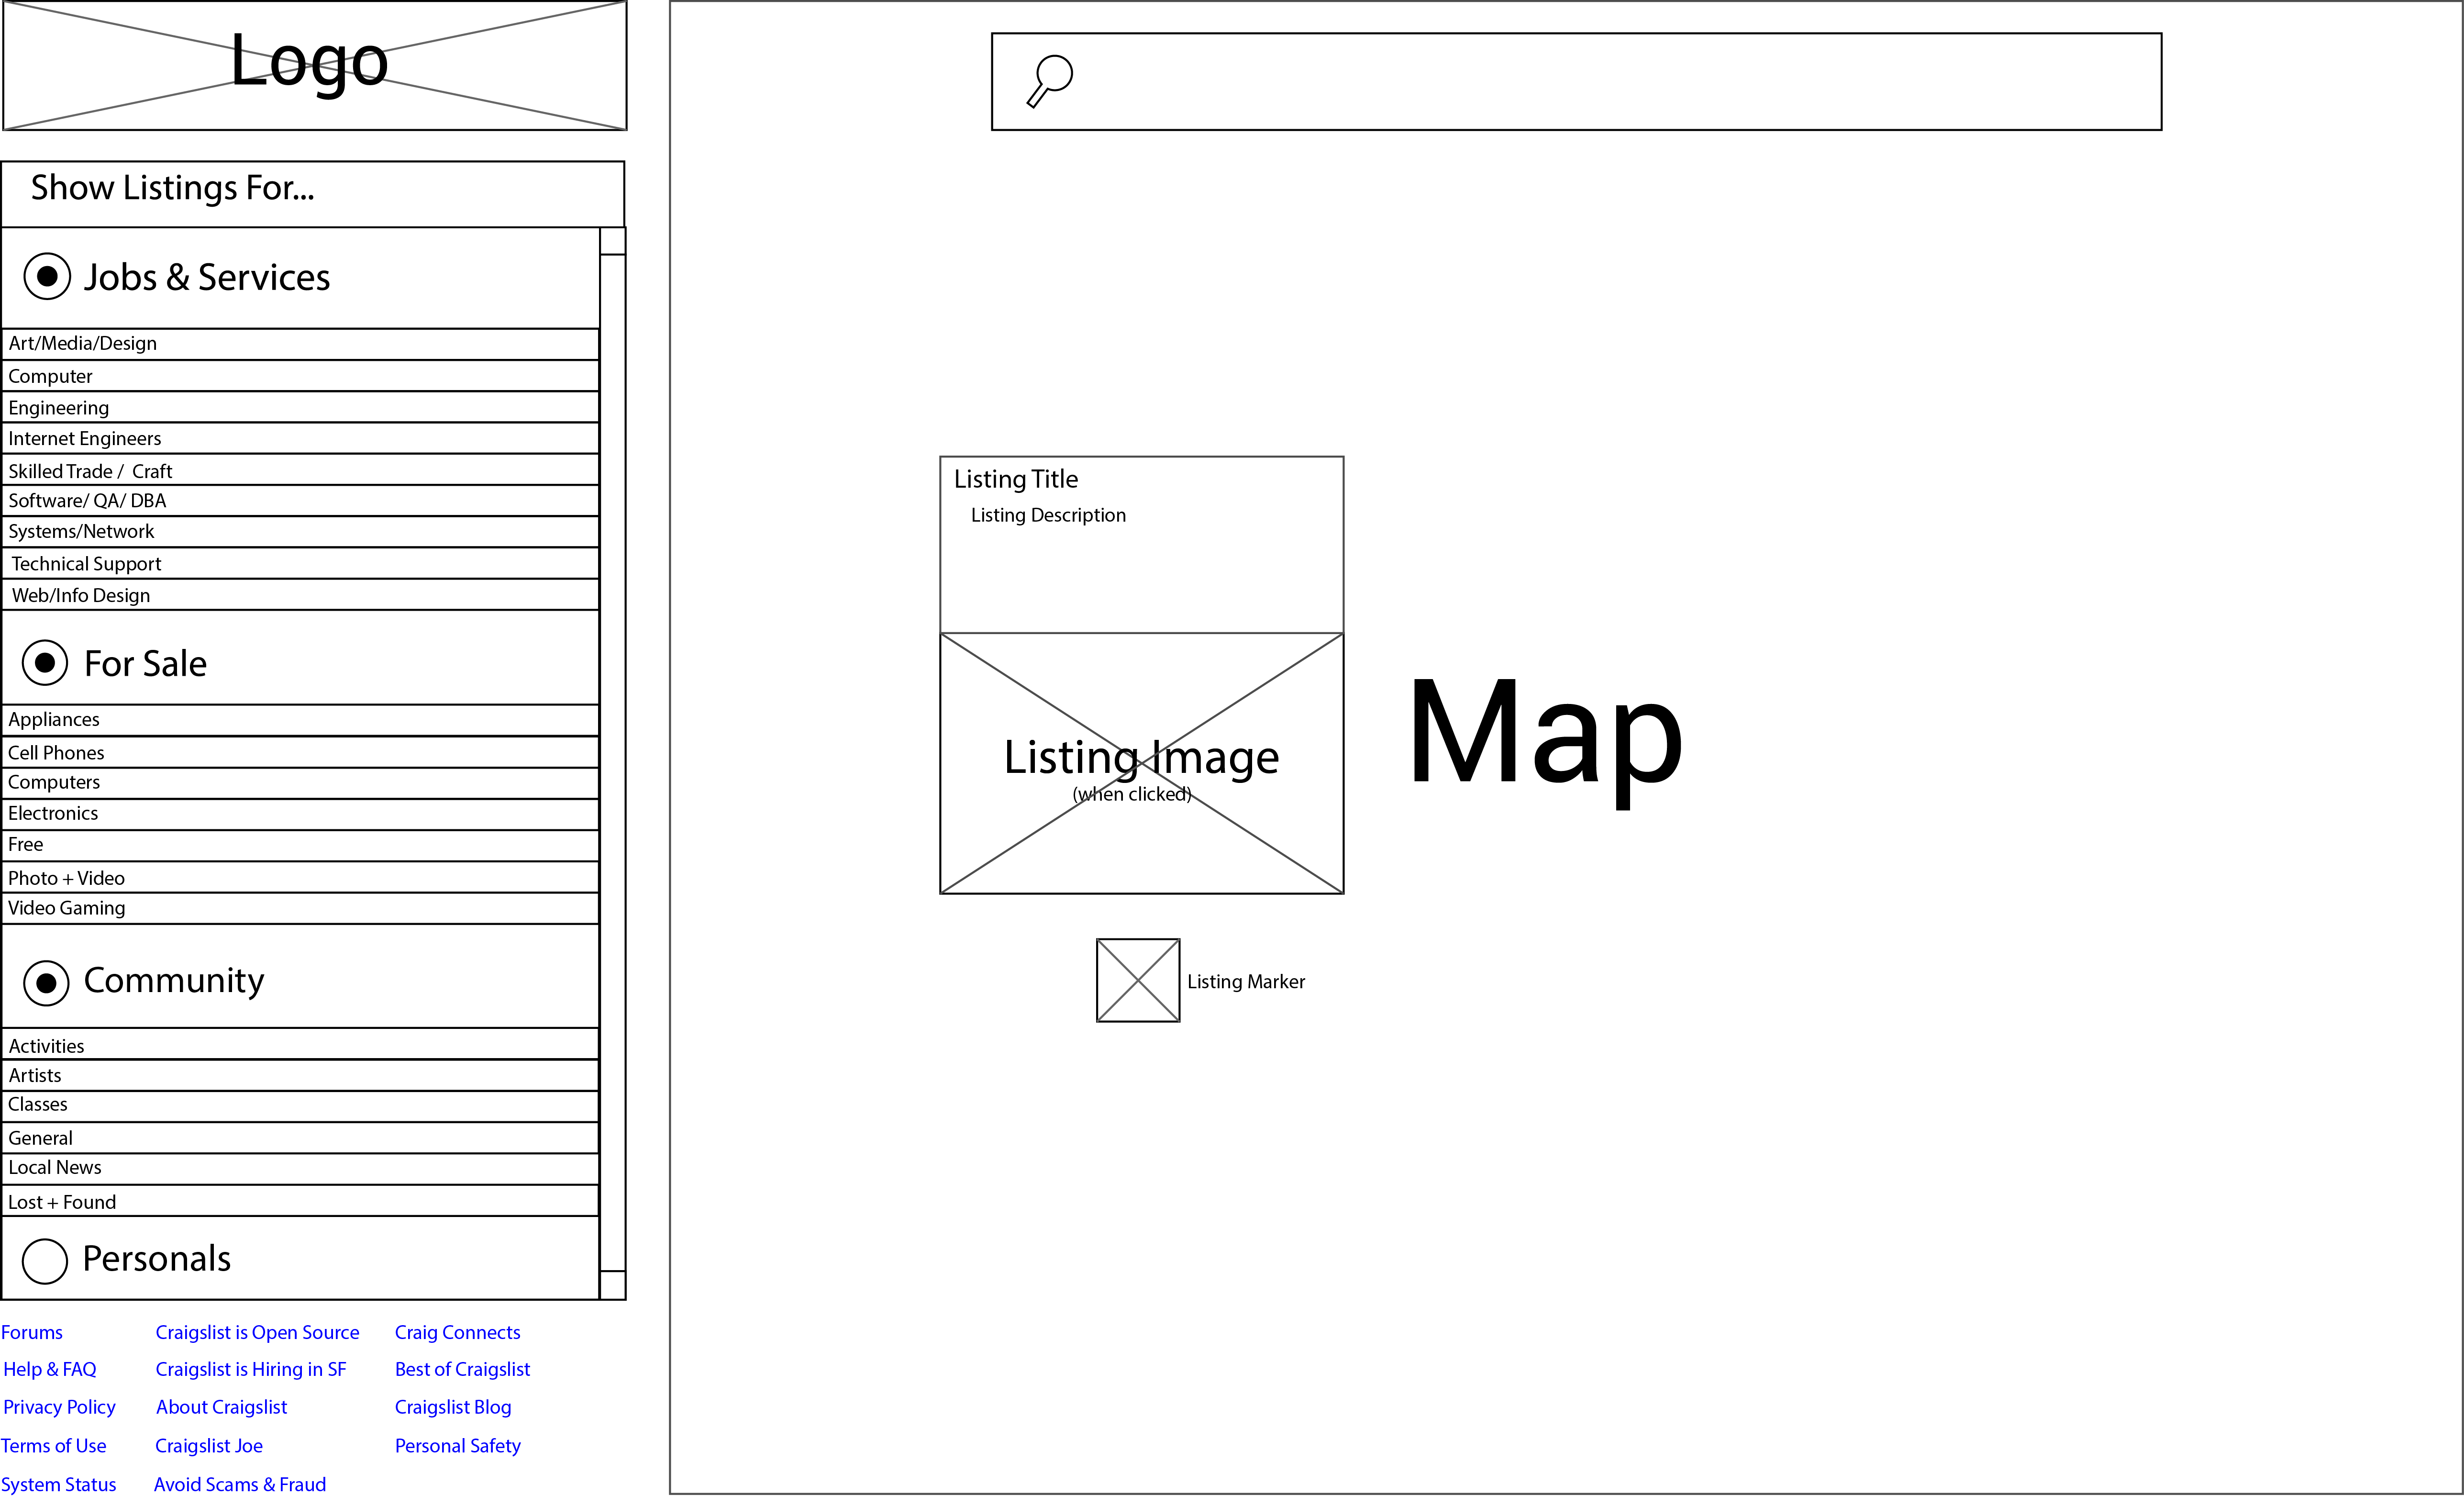 Logo
Show Listings For...
Jobs & Services
Art/Media/Design
Computer
Engineering
Internet Engineers
Skilled Trade /  Craft
Software/ QA/ DBA
Systems/Network
Technical Support
Web/Info Design
For Sale
Appliances
Cell Phones
Computers
Electronics
Free
Photo + Video
Video Gaming
Community
Activities
Artists
Classes
General
Local News
Lost + Found
Personals
Forums
Help & FAQ
Privacy Policy
Terms of Use
System Status
Craigslist is Open Source
Craigslist is Hiring in SF
About Craigslist
Craigslist Joe
Avoid Scams & Fraud
Craig Connects
Best of Craigslist
Craigslist Blog
Personal Safety
Listing Title
Listing Description
Listing Image
(when clicked)
Listing Marker
Map